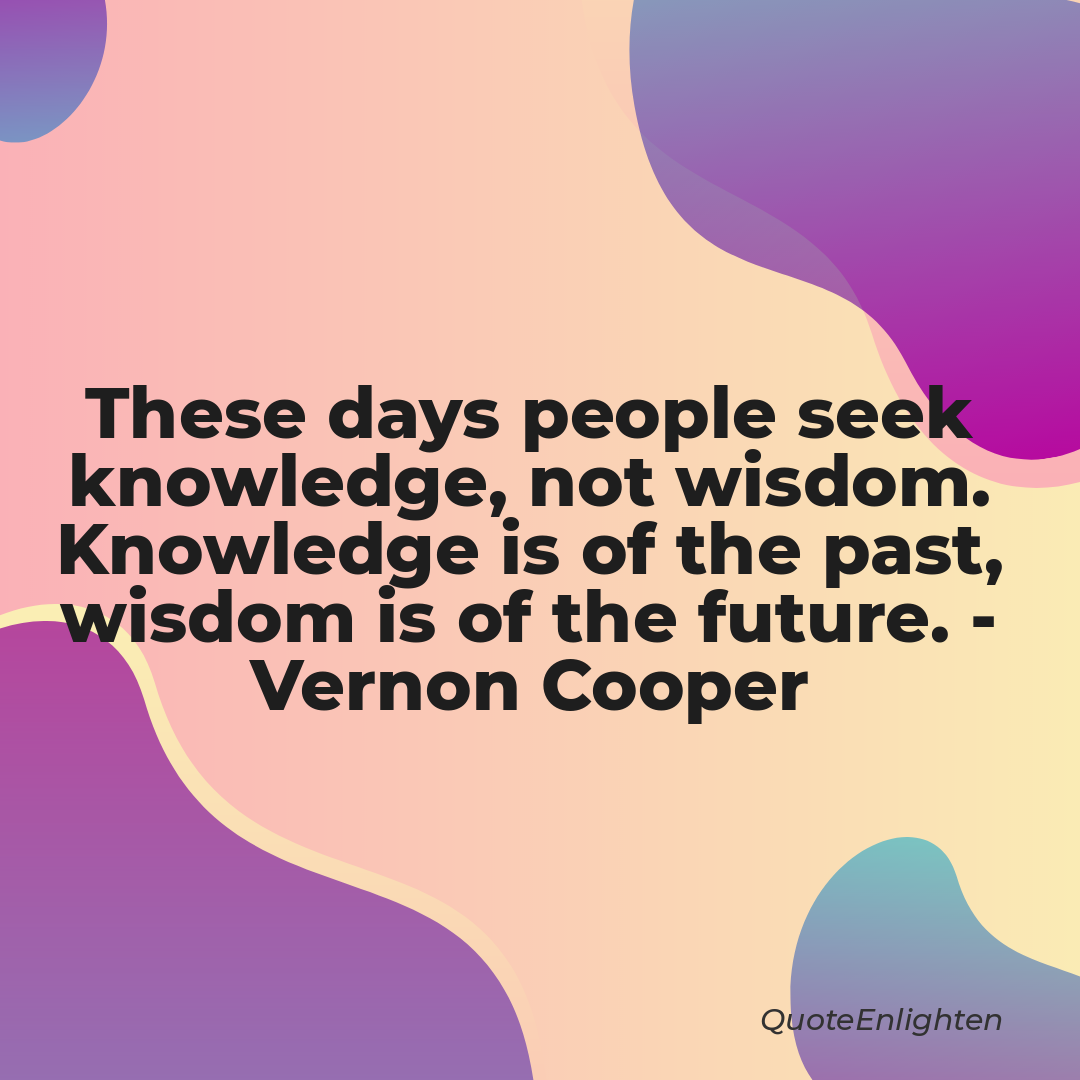 These days people seek
knowledge, not wisdom.
Knowledge is of the past,
wisdom is of the future. -
Vernon Cooper
QuoteEnlighten